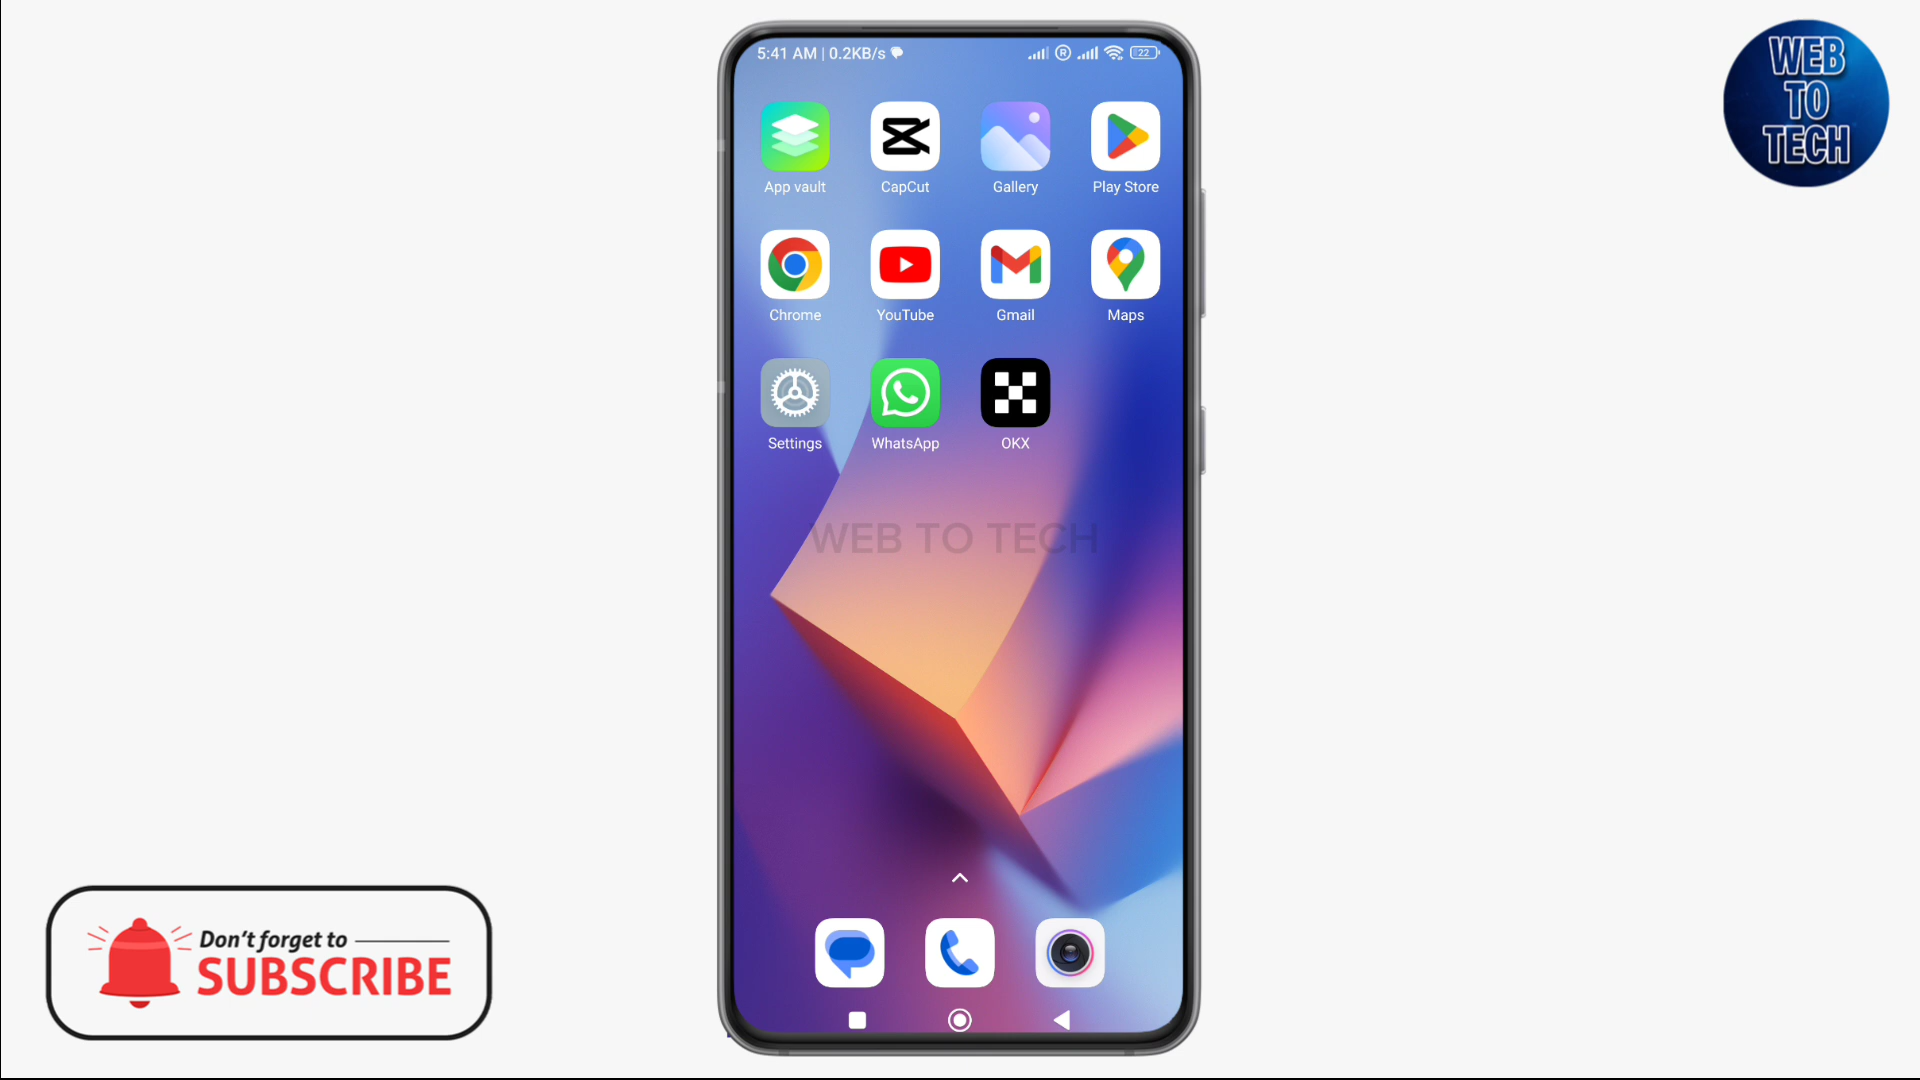 5:41 AM | 0.2KB/s
R
22
WEB
TO
TECH
App vault
CapCut
Gallery
Play Store
Chrome
YouTube
Gmail
Maps
Settings
WhatsApp
OKX
WEB TO TECH
Don't forget to
SUBSCRIBE